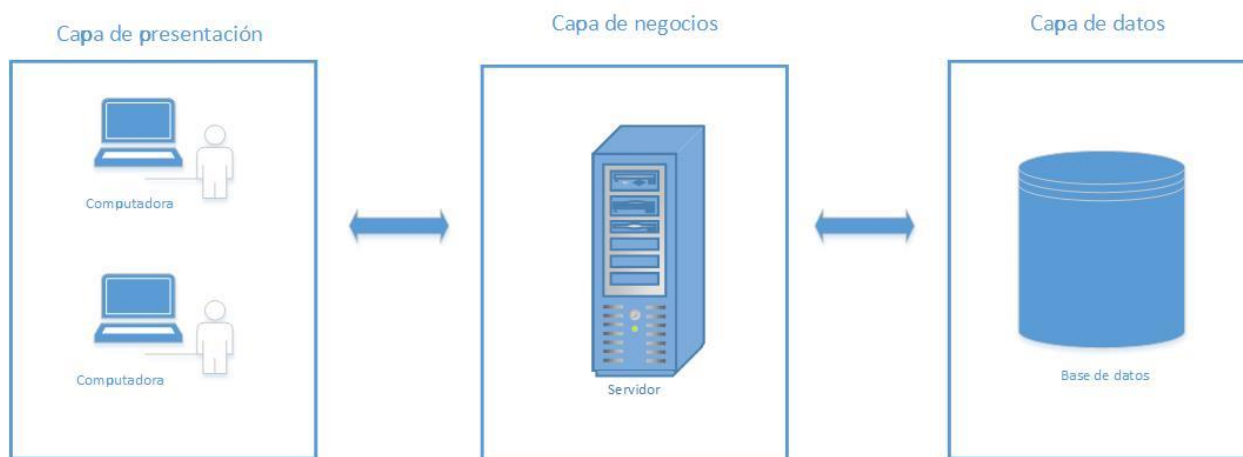 Capa de presentación
Capa de negocios
Capa de datos
Computadora
Computadora
Servidor
Base de datos